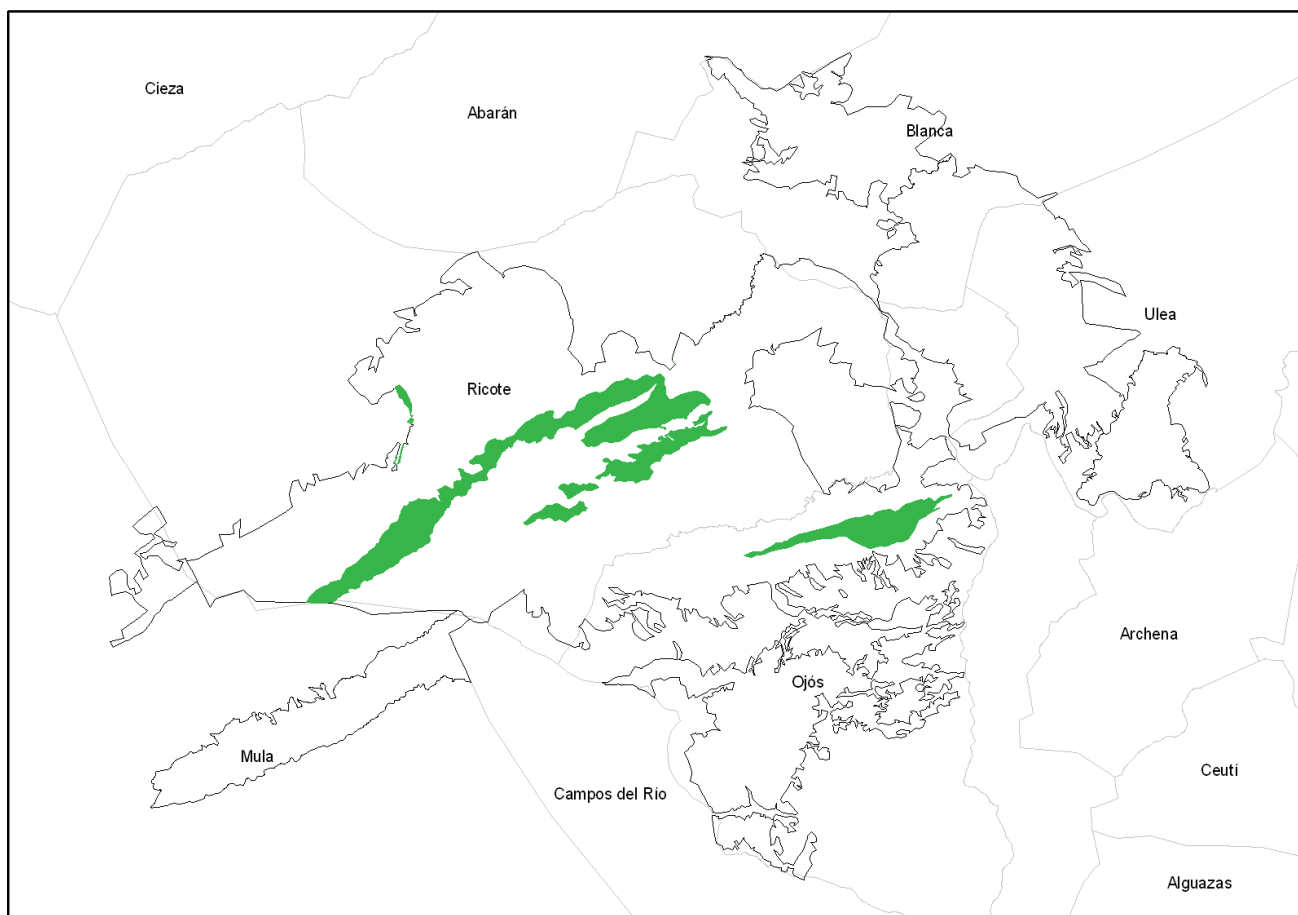 Cieza
Abarán
Blanca
Ulea
Ricote
Archena
Ojós
Mula
Ceutí
Campos del Río
Alguazas